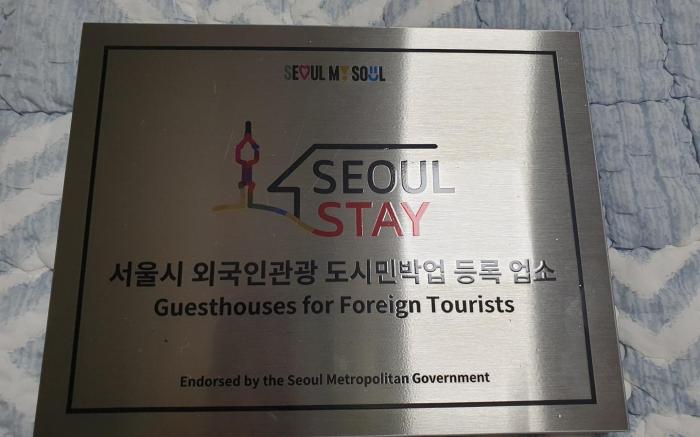 SEOUL MY SOUL
SEOUL
STAY
서울시 외국인관광 도시민박업 등록 업소
Guesthouses for Foreign Tourists
Endorsed by the Seoul Metropolitan Government